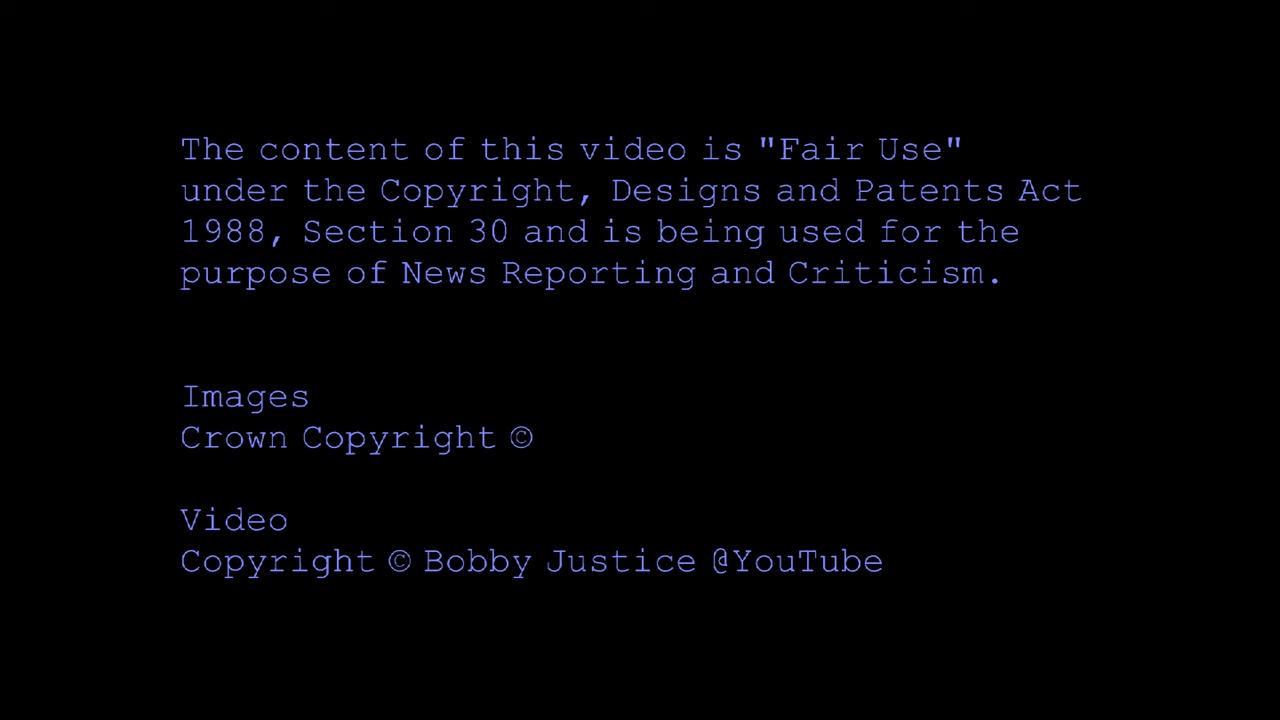 The content of this video is "Fair Use"
under the Copyright, Designs and Patents Act
1988, Section 30 and is being used for the
purpose of News Reporting and Criticism.
Images
Crown Copyright ©
Video
Copyright © Bobby Justice @YouTube